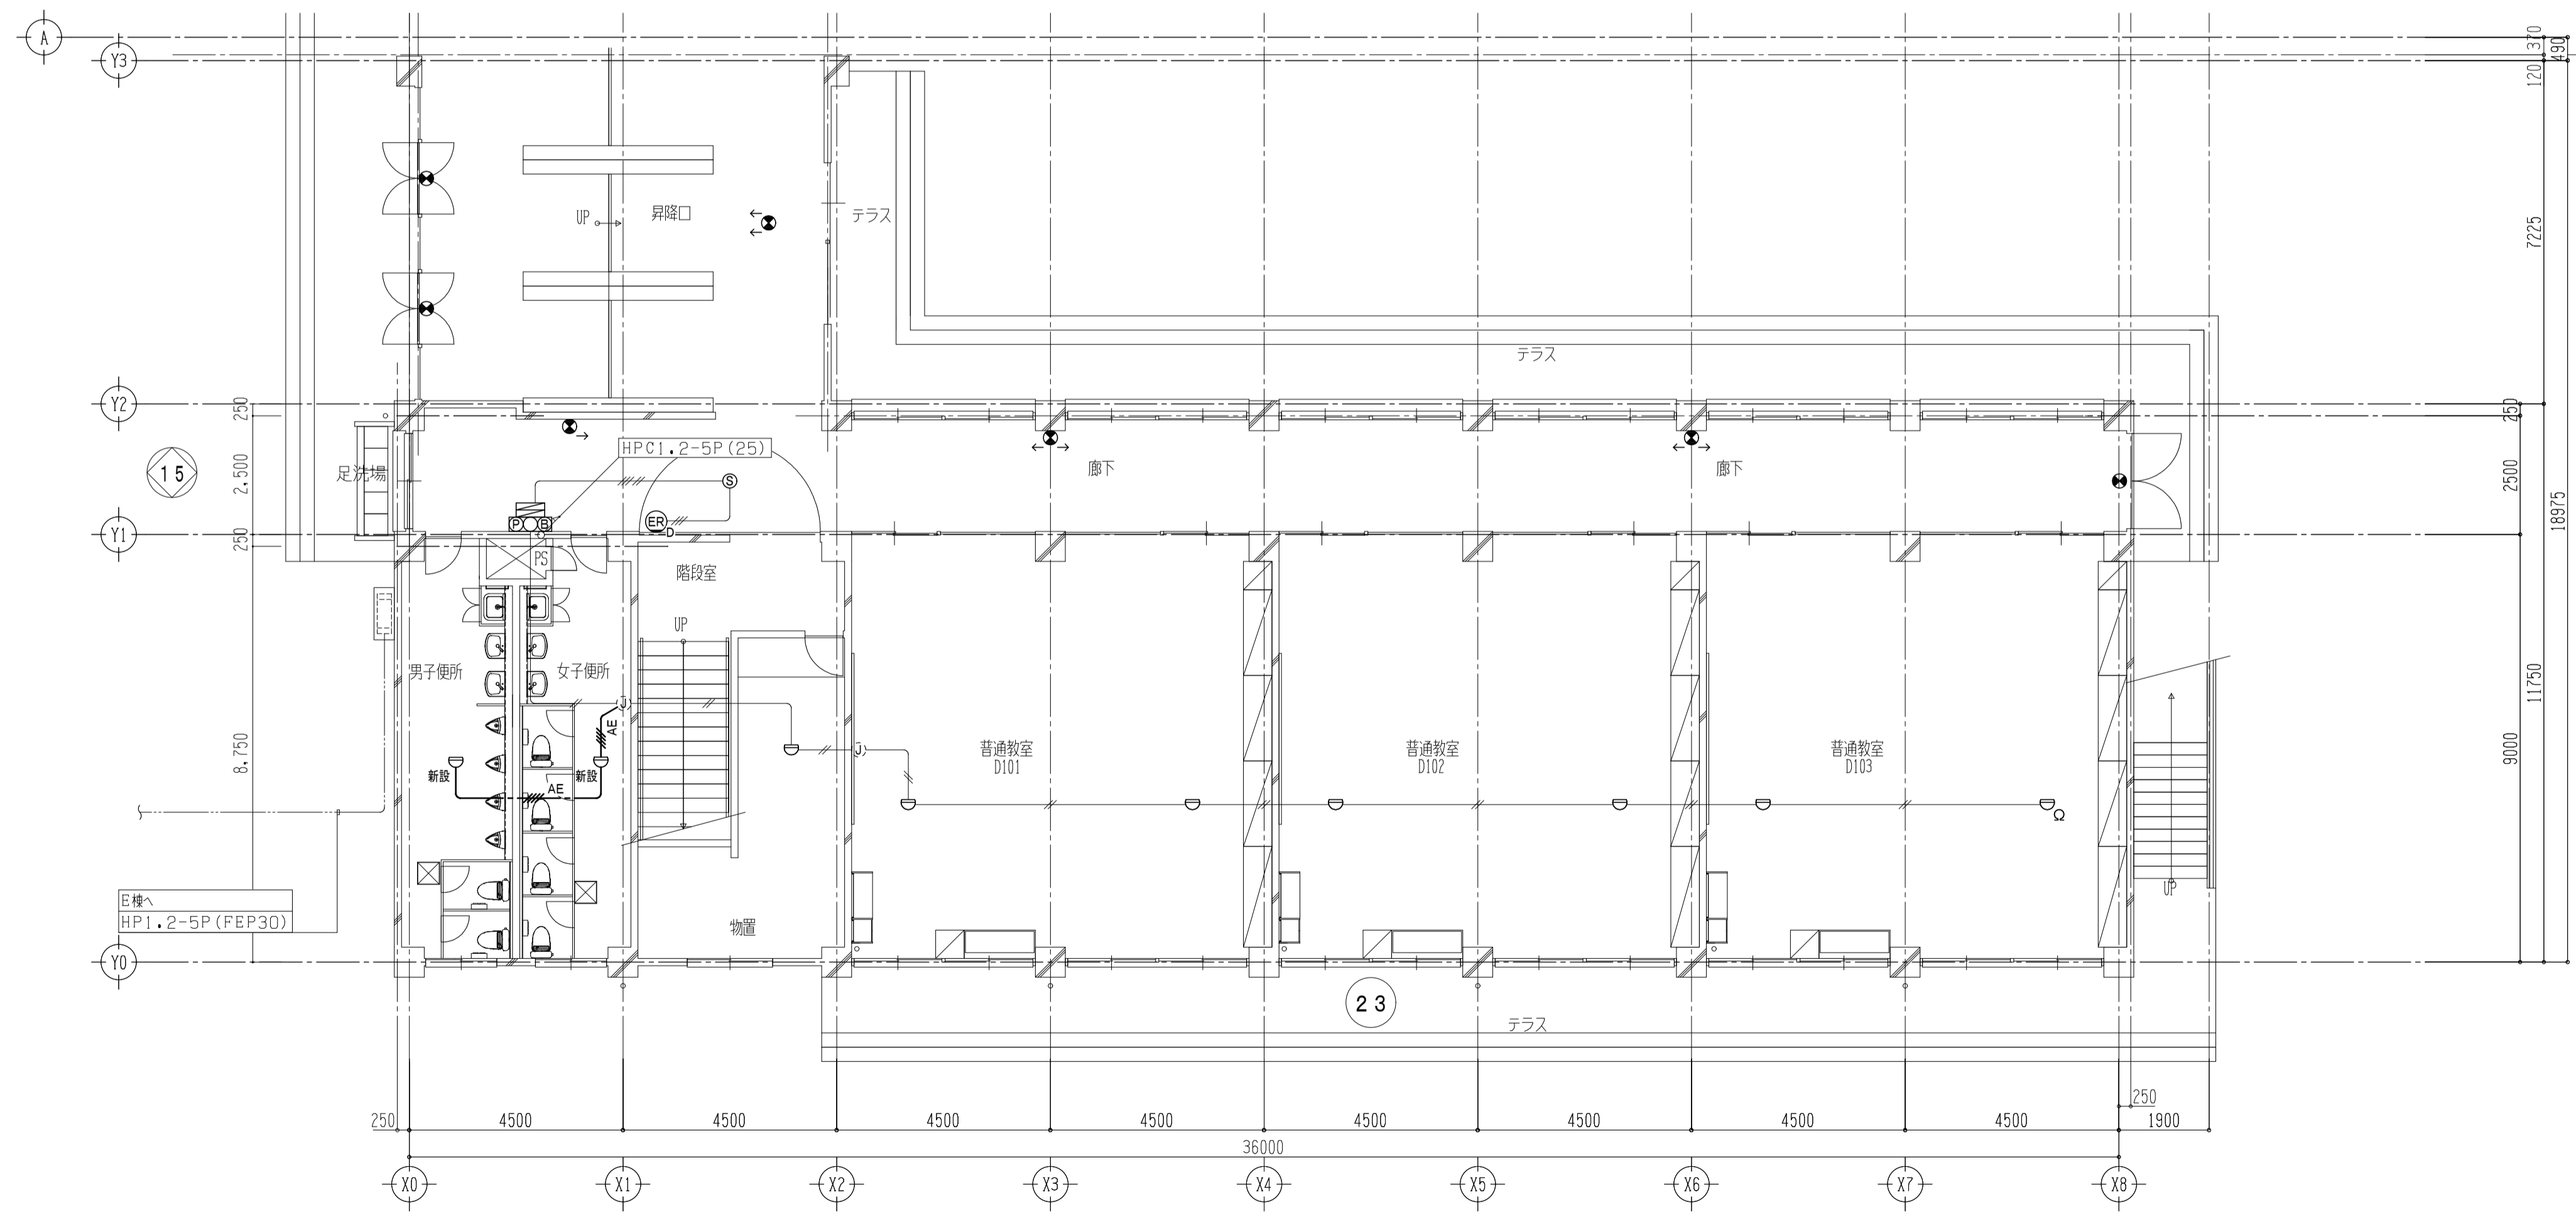 A
Y3
370
490
120
UP
昇降口
テラス
7225
テラス
Y2
250
250
HPC1.2-5P(25)
15
足洗場
2,500
廊下
廊下
2500
18975
S
P
B
ER
D
Y1
250
PS
階段室
UP
男子便所
女子便所
11750
J
AE
新設
新設
AE
J
普通教室
D101
普通教室
D102
普通教室
D103
9000
8,750
Ω
UP
E棟へ
HP1.2-5P(FEP30)
物置
Y0
23
テラス
250
4500
4500
4500
4500
4500
4500
4500
4500
250
1900
36000
X0
X1
X2
X3
X4
X5
X6
X7
X8